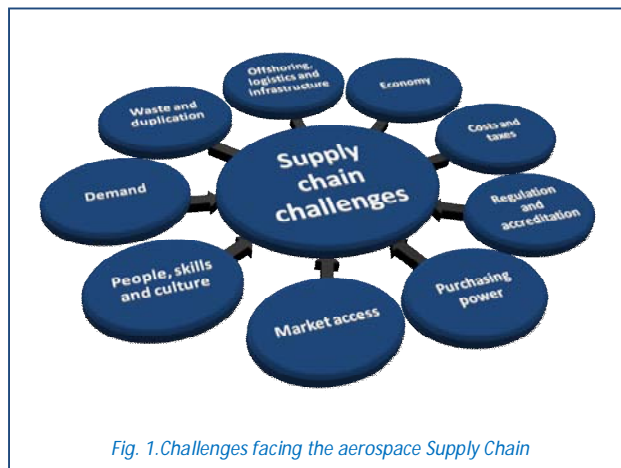 Offshoring,
logistics and
infrastructure
Economy
Waste and
duplication
Costs and
taxes
Supply
chain
challenges
Demand
Regulation
and
accreditation
People, skills
and culture
Purchasing
power
Market access
Fig. 1.Challenges facing the aerospace Supply Chain